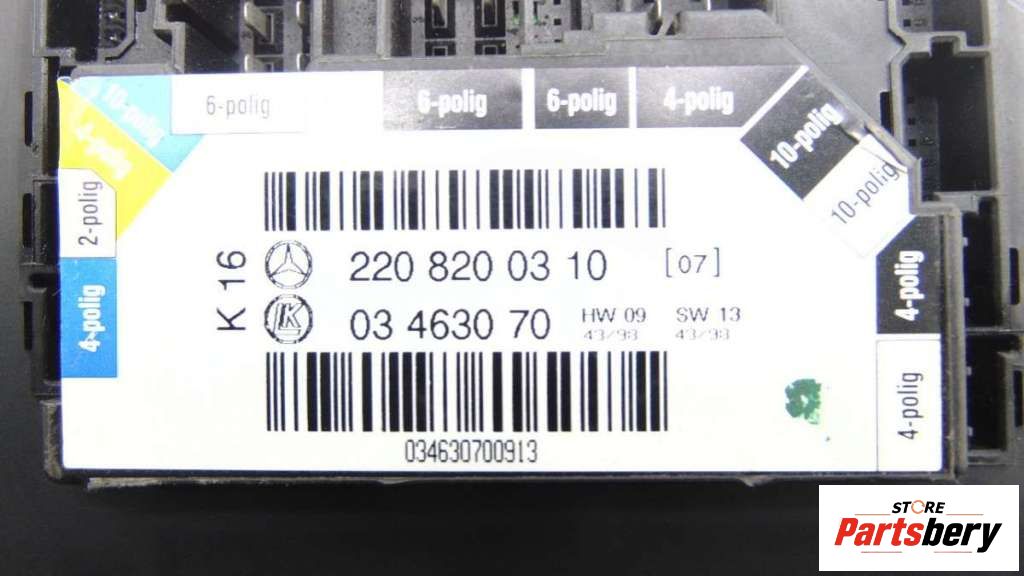 10-polig
4-polig
2-polig
4-polig
6-polig
6-polig
6-polig
4-polig
10-polig
10-polig
4-polig
4-polig
K 16
220 820 03 10 [07]
03 4630 70 HW 09 SW 13
43/98 43/98
034630700913
STORE
Partsbery